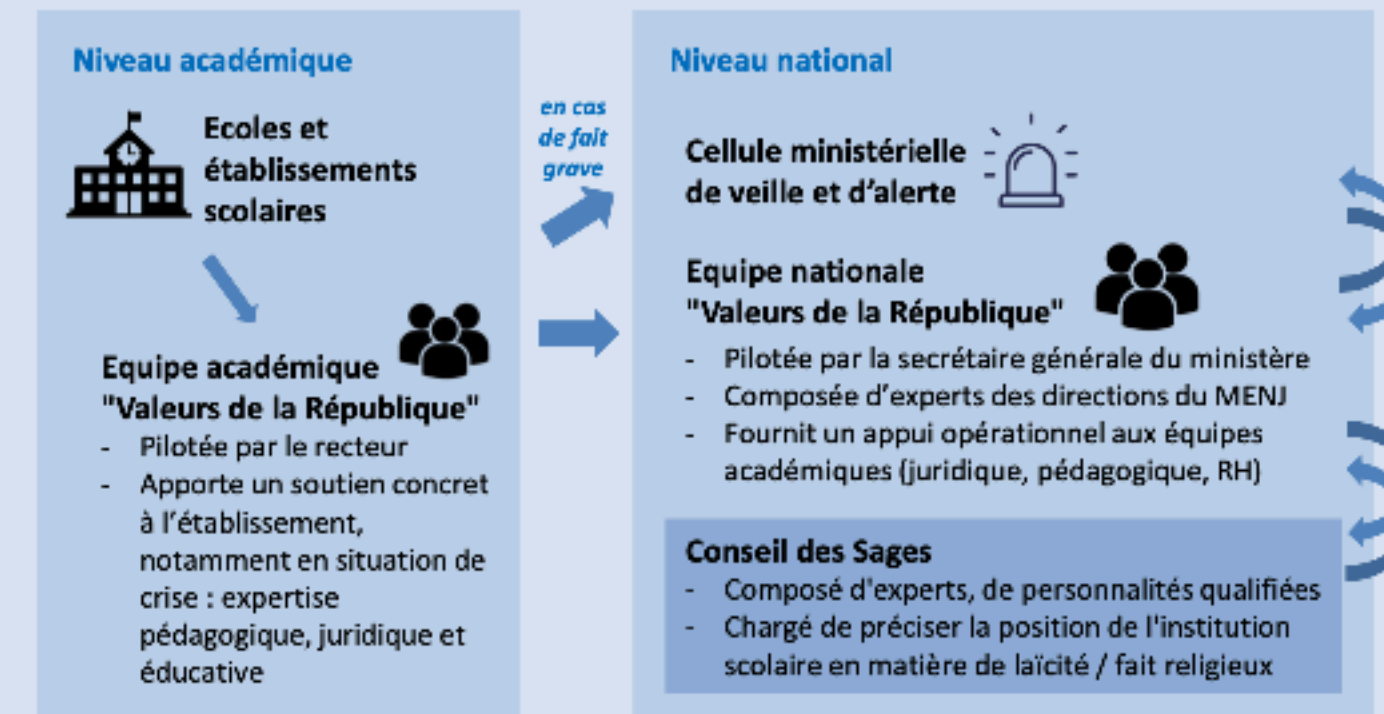 Niveau académique
Ecoles et
établissements
scolaires
Equipe académique
"Valeurs de la République"
- Pilotée par le recteur
- Apporte un soutien concret
à l'établissement,
notamment en situation de
crise : expertise
pédagogique, juridique et
éducative
en cas
de fait
grave
Niveau national
Cellule ministérielle
de veille et d'alerte
Equipe nationale
"Valeurs de la République"
- Pilotée par la secrétaire générale du ministère
- Composée d'experts des directions du MENJ
- Fournit un appui opérationnel aux équipes
académiques (juridique, pédagogique, RH)
Conseil des Sages
- Composé d'experts, de personnalités qualifiées
- Chargé de préciser la position de l'institution
scolaire en matière de laïcité / fait religieux